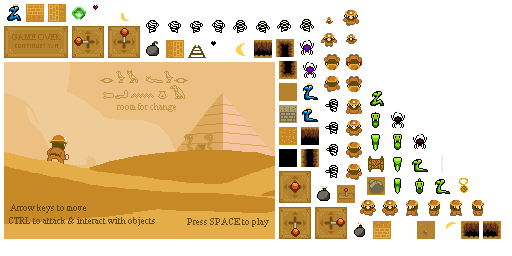 GAME OVER
room for change
Arrow keys to move
CTRL to attack & interact with objects
Press SPACE to play